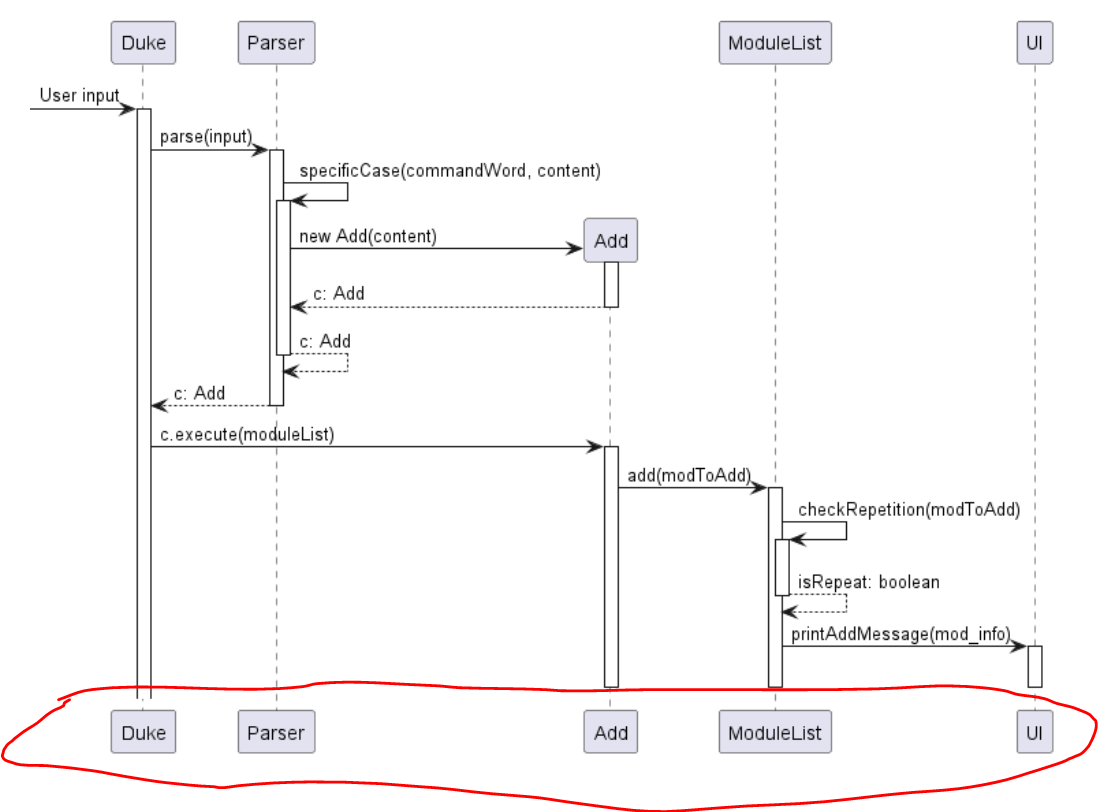 Duke
Parser
ModuleList
UI
User input
parse(input)
specificCase(commandWord, content)
new Add(content)
Add
c: Add
c: Add
c: Add
c.execute(moduleList)
add(modToAdd)
checkRepetition(modToAdd)
isRepeat: boolean
printAddMessage(mod_info)
Duke
Parser
Add
ModuleList
UI